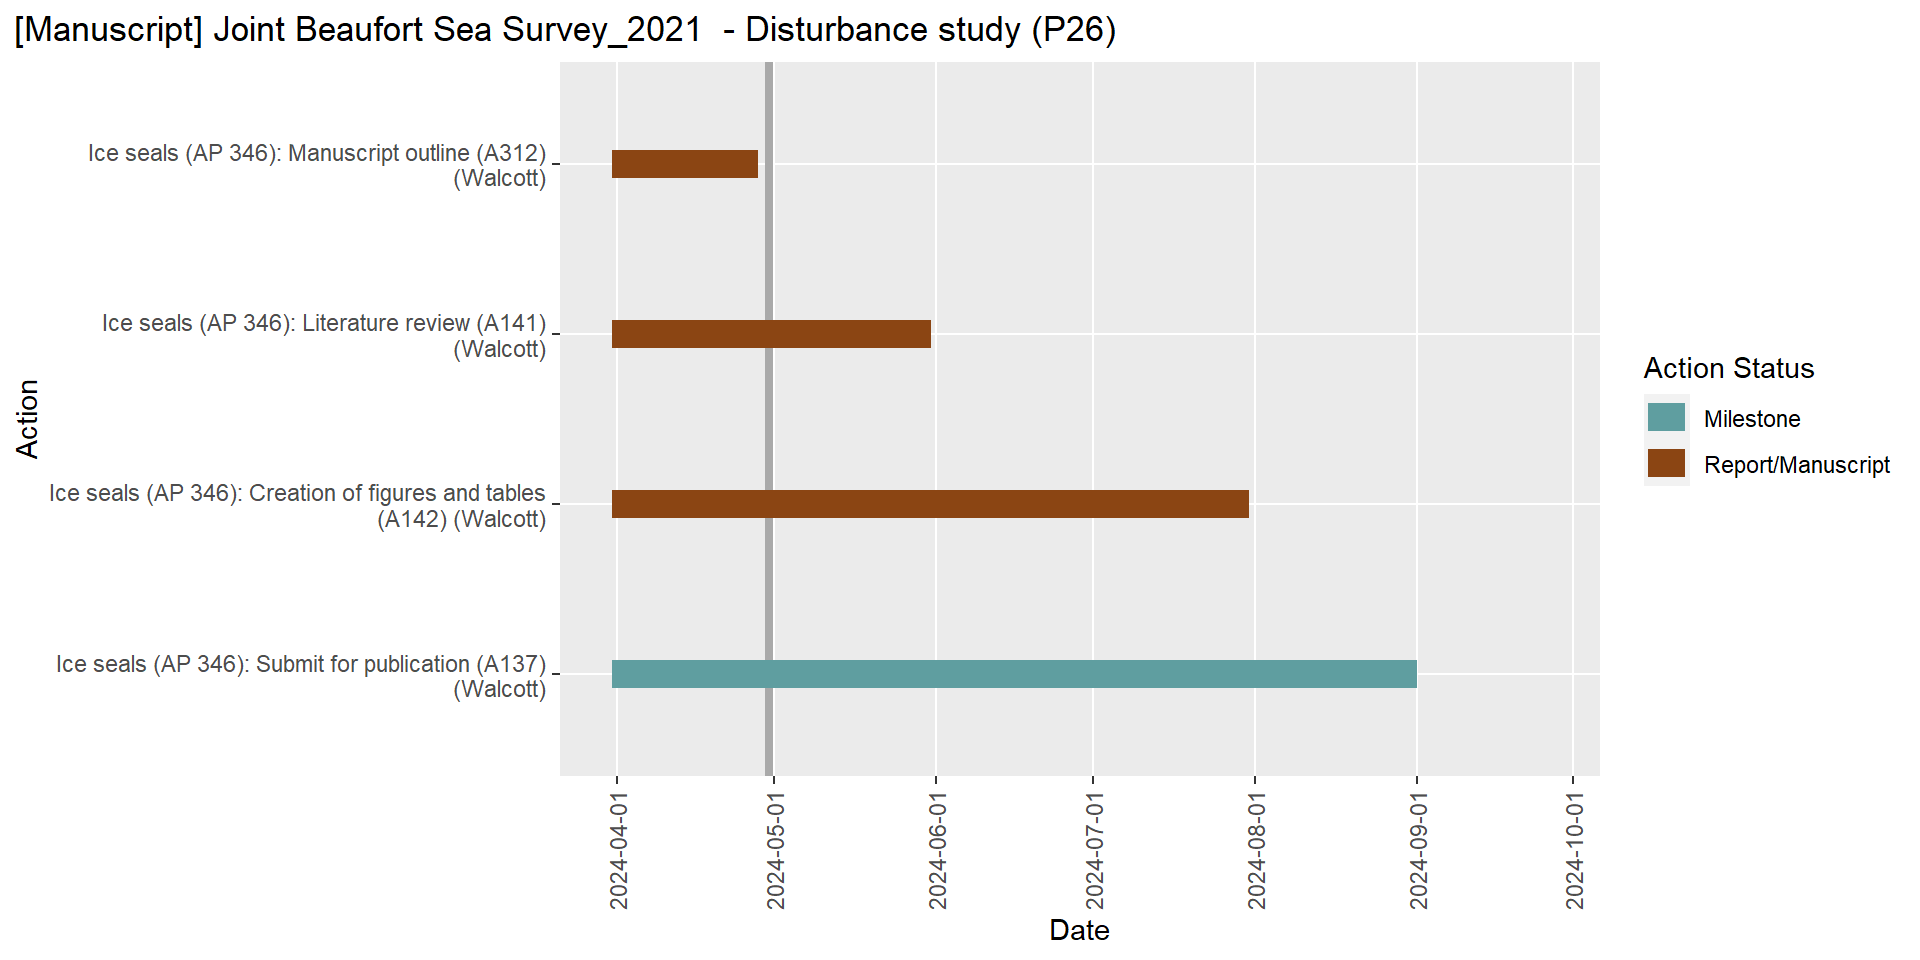 [Manuscript] Joint Beaufort Sea Survey_2021  - Disturbance study (P26)
Ice seals (AP 346): Manuscript outline (A312)
(Walcott)
Ice seals (AP 346): Literature review (A141)
(Walcott)
Ice seals (AP 346): Creation of figures and tables
(A142) (Walcott)
Ice seals (AP 346): Submit for publication (A137)
(Walcott)
Action
2024-04-01
2024-05-01
2024-06-01
2024-07-01
2024-08-01
2024-09-01
2024-10-01
Date
Action Status
Milestone
Report/Manuscript